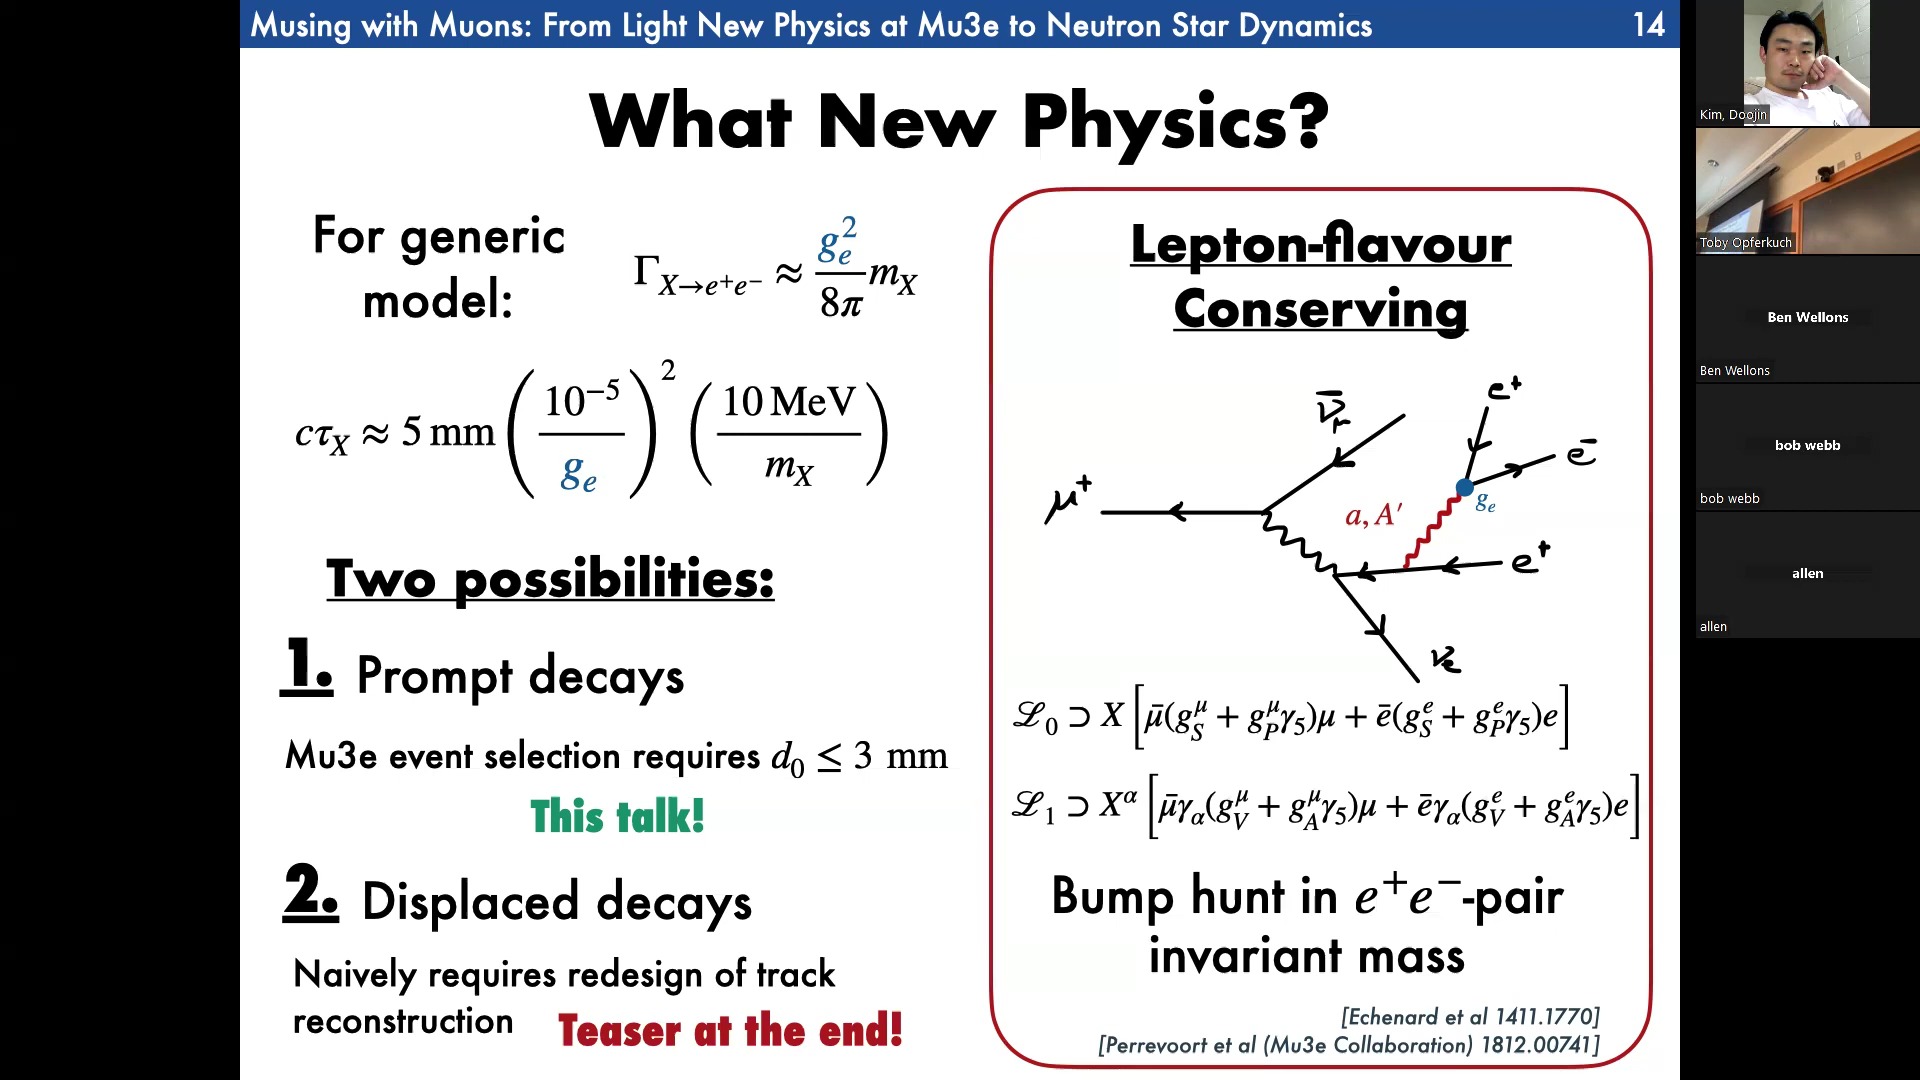 Musing with Muons: From Light New Physics at Mu3e to Neutron Star Dynamics 14
What New Physics?
For generic
model:
Γ_{X→e⁺e⁻} ≈ g_e² / 8π m_X
cτ_X ≈ 5 mm (10⁻⁵ / g_e)² (10 MeV / m_X)
Two possibilities:
1. Prompt decays
Mu3e event selection requires d₀ ≤ 3 mm
This talk!
2. Displaced decays
Naively requires redesign of track
reconstruction
Teaser at the end!
Lepton-flavour
Conserving
μ⁺
ν̄_μ
e⁺
e⁻
g_e
a, A′
e⁺
ν_e
ℒ₀ ⊃ X [μ̄(g_S^μ + g_P^μ γ₅)μ + ē(g_S^e + g_P^e γ₅)e]
ℒ₁ ⊃ X^α [μ̄γ_α(g_V^μ + g_A^μ γ₅)μ + ēγ_α(g_V^e + g_A^e γ₅)e]
Bump hunt in e⁺e⁻-pair
invariant mass
[Echenard et al 1411.1770]
[Perrevoort et al (Mu3e Collaboration) 1812.00741]
Kim, Doojin
Toby Opferkuch
Ben Wellons
Ben Wellons
bob webb
bob webb
allen
allen